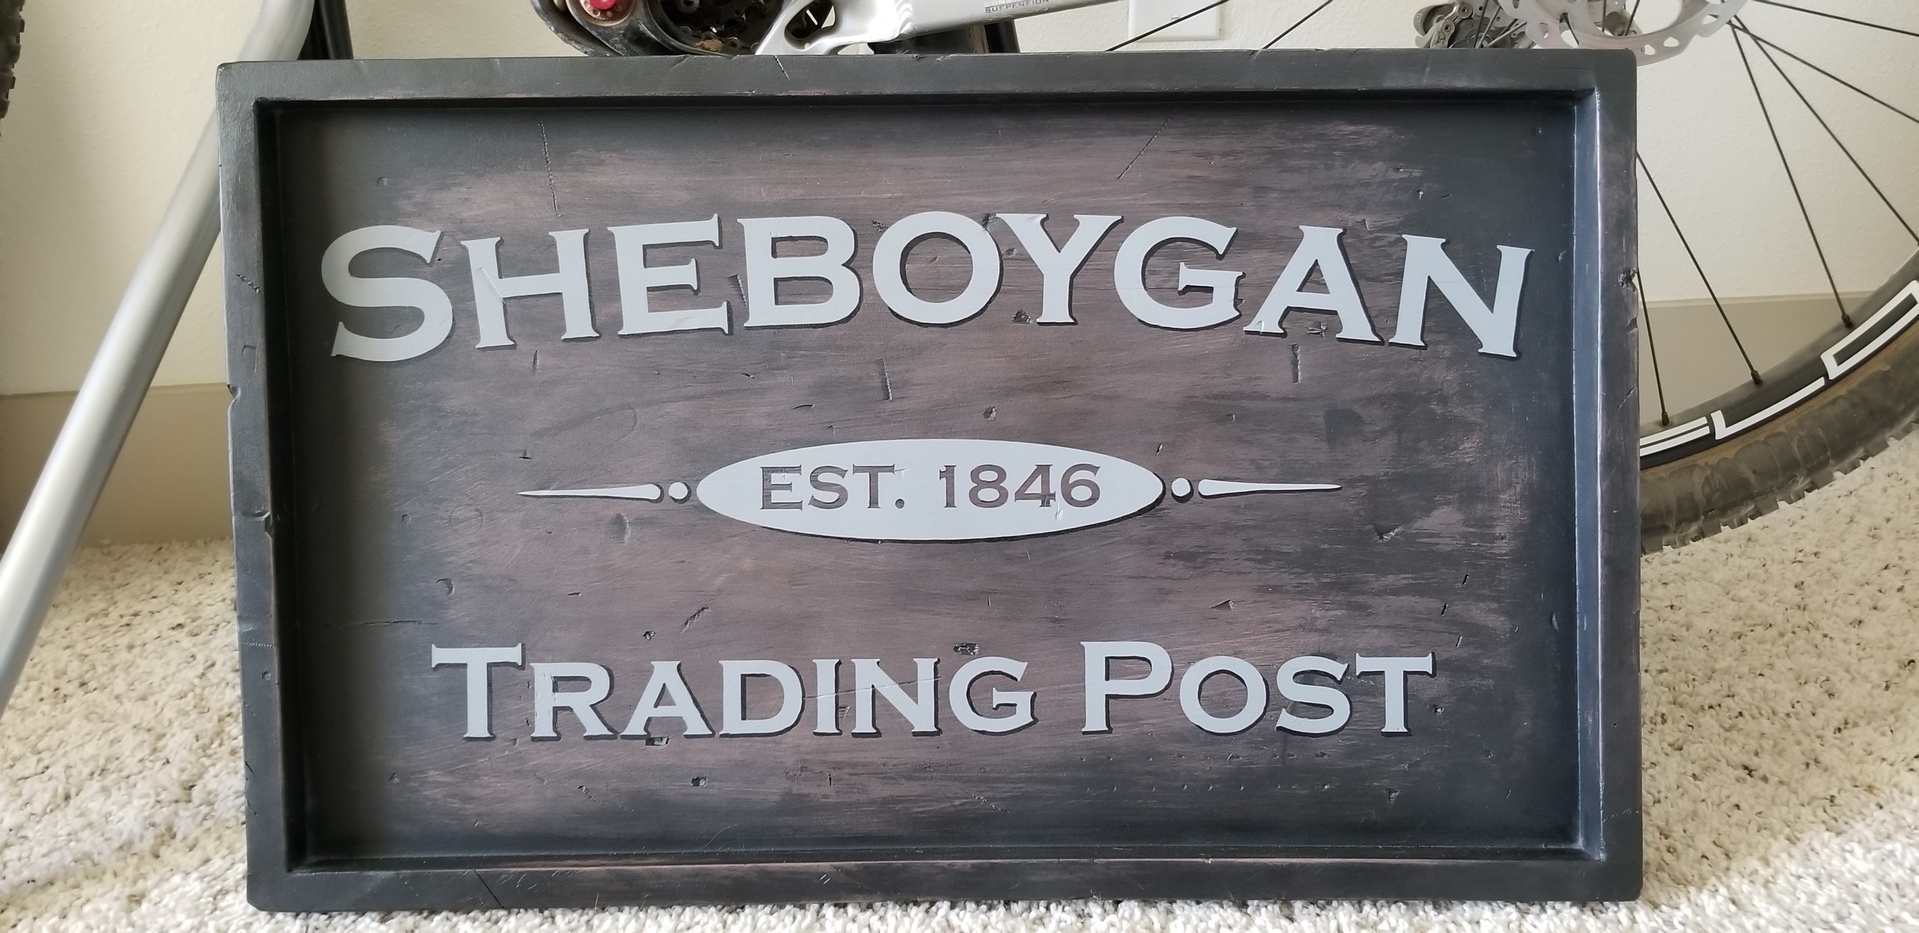 SHEBOYGAN
EST. 1846
TRADING POST